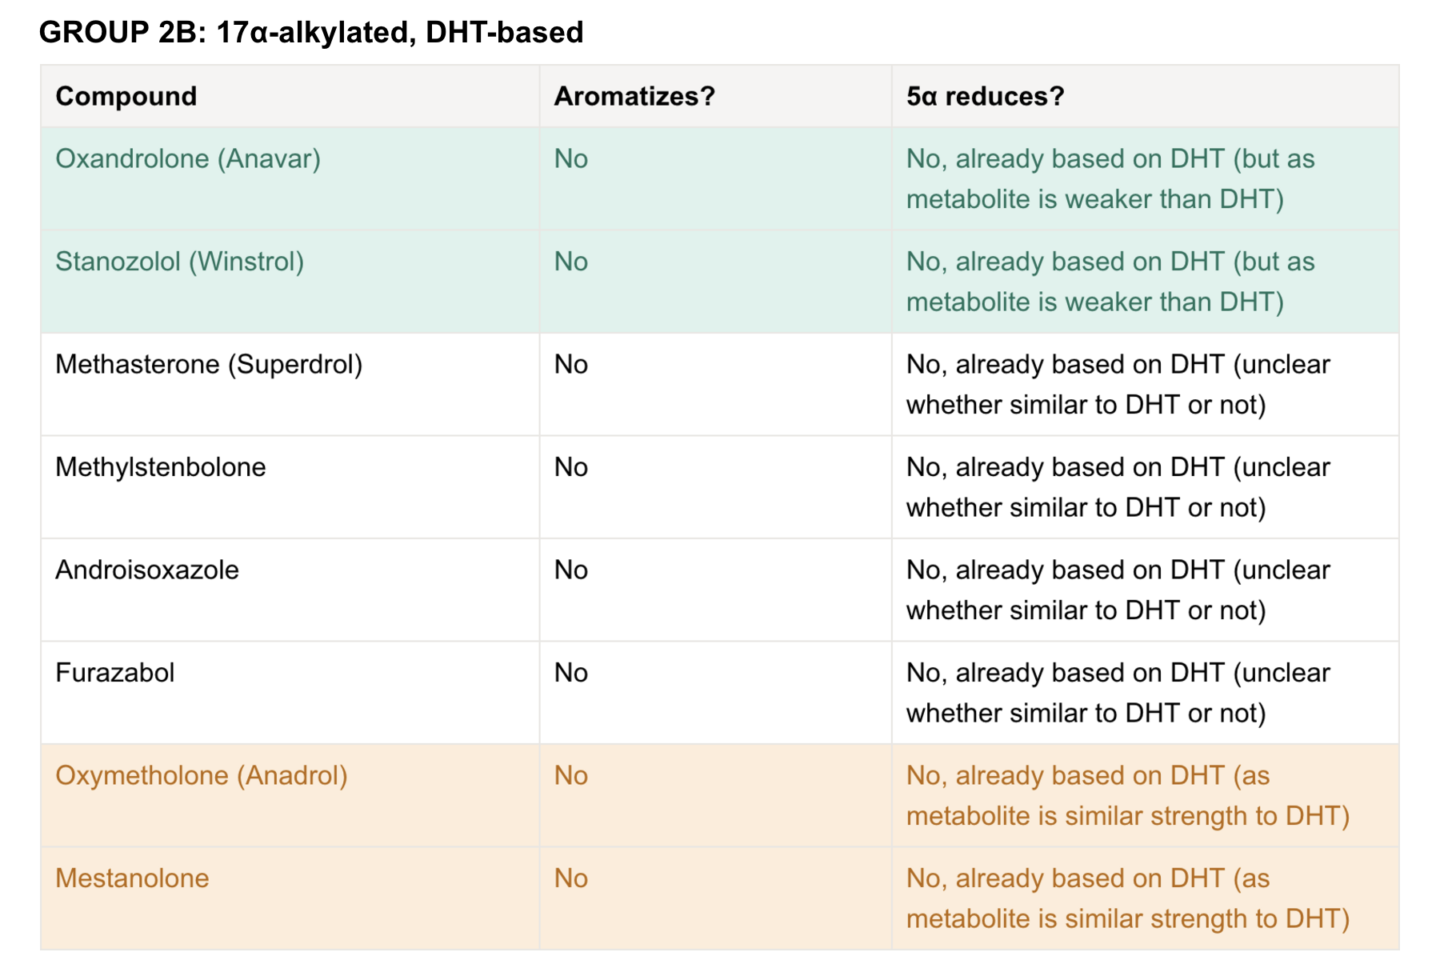 GROUP 2B: 17α-alkylated, DHT-based
Compound Aromatizes? 5α reduces?
Oxandrolone (Anavar) No No, already based on DHT (but as
metabolite is weaker than DHT)
Stanozolol (Winstrol) No No, already based on DHT (but as
metabolite is weaker than DHT)
Methasterone (Superdrol) No No, already based on DHT (unclear
whether similar to DHT or not)
Methylstenbolone No No, already based on DHT (unclear
whether similar to DHT or not)
Androisoxazole No No, already based on DHT (unclear
whether similar to DHT or not)
Furazabol No No, already based on DHT (unclear
whether similar to DHT or not)
Oxymetholone (Anadrol) No No, already based on DHT (as
metabolite is similar strength to DHT)
Mestanolone No No, already based on DHT (as
metabolite is similar strength to DHT)